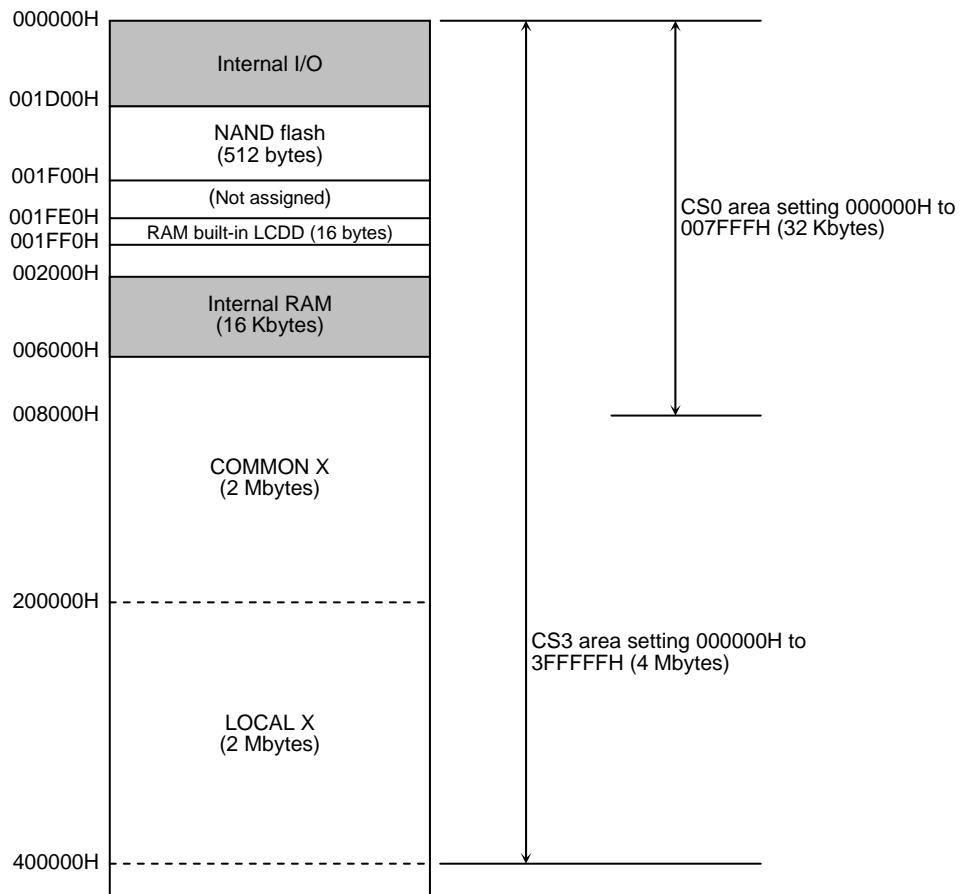 000000H
Internal I/O
001D00H
NAND flash
(512 bytes)
001F00H
(Not assigned)
001FE0H
RAM built-in LCDD (16 bytes)
001FF0H
002000H
Internal RAM
(16 Kbytes)
006000H
008000H
COMMON X
(2 Mbytes)
200000H
LOCAL X
(2 Mbytes)
400000H
CS0 area setting 000000H to
007FFFH (32 Kbytes)
CS3 area setting 000000H to
3FFFFFH (4 Mbytes)